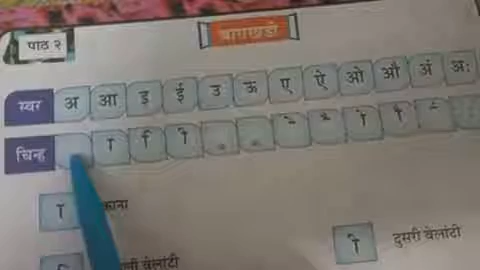 पाठ २
बाराखडी
स्वर अ आ इ ई उ ऊ ए ऐ ओ औ अं अः
चिन्ह ा ि ी ु ू े ै ो ौ ं
ा काना
ी दुसरी वेलांटी
वेलांटी